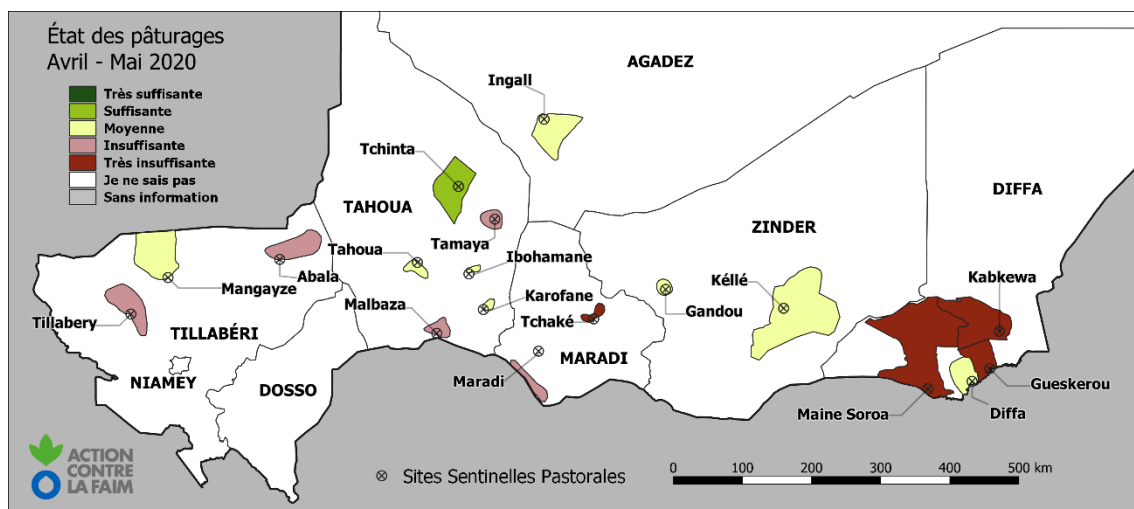 État des pâturages
Avril - Mai 2020
Très suffisante
Suffisante
Moyenne
Insuffisante
Très insuffisante
Je ne sais pas
Sans information
AGADEZ
Ingall
Tchinta
DIFFA
TAHOUA
ZINDER
Tamaya
Tahoua
Ibohamane
Abala
Kéllé
Kabkewa
Mangayze
Karofane
Gandou
Malbaza
Tchaké
Tillabery
TILLABÉRI
MARADI
NIAMEY
Maradi
DOSSO
Gueskerou
Maine Soroa
Diffa
ACTION
CONTRE
LA FAIM
Sites Sentinelles Pastorales
0 100 200 300 400 500 km